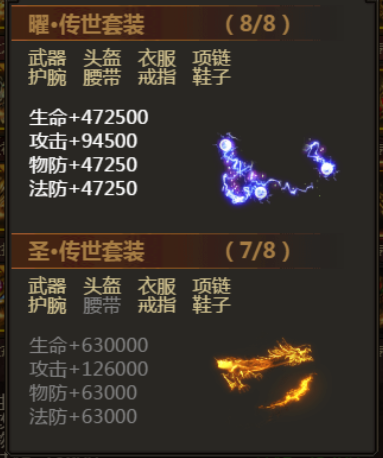 曜·传世套装 (8/8)
武器 头盔 衣服 项链
护腕 腰带 戒指 鞋子
生命+472500
攻击+94500
物防+47250
法防+47250
圣·传世套装 (7/8)
武器 头盔 衣服 项链
护腕 腰带 戒指 鞋子
生命+630000
攻击+126000
物防+63000
法防+63000